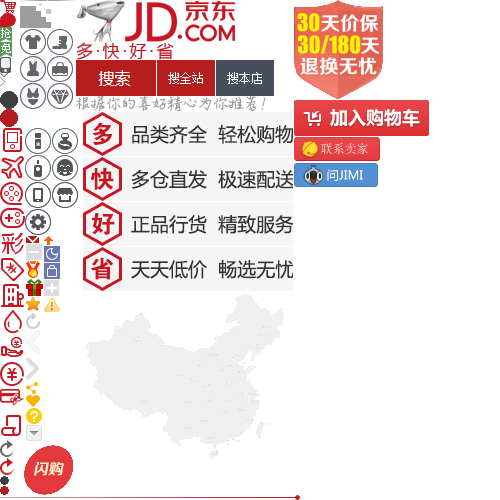 抢
免
彩
京东
JD.COM
多·快·好·省
搜索
搜全站
搜本店
根据你的喜好精心为你推荐!
多 品类齐全 轻松购物
快 多仓直发 极速配送
好 正品行货 精致服务
省 天天低价 畅选无忧
闪购
30天价保
30/180天
退换无忧
加入购物车
联系卖家
问JIMI